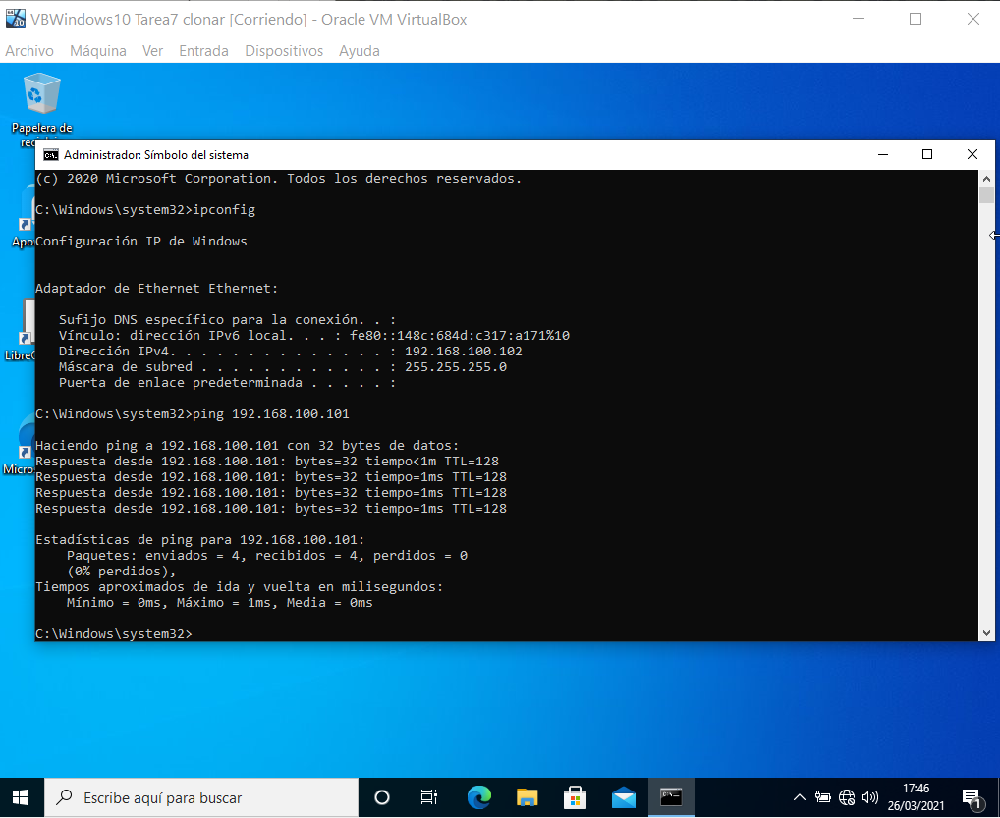 VBWindows10 Tarea7 clonar [Corriendo] - Oracle VM VirtualBox
Archivo Máquina Ver Entrada Dispositivos Ayuda
Papelera de
Administrador: Símbolo del sistema
(c) 2020 Microsoft Corporation. Todos los derechos reservados.
C:\Windows\system32>ipconfig
Configuración IP de Windows
Adaptador de Ethernet Ethernet:
Sufijo DNS específico para la conexión. . :
Vínculo: dirección IPv6 local. . . : fe80::148c:684d:c317:a171%10
Dirección IPv4. . . . . . . . . . . . . . : 192.168.100.102
Máscara de subred . . . . . . . . . . . . : 255.255.255.0
Puerta de enlace predeterminada . . . . . :
C:\Windows\system32>ping 192.168.100.101
Haciendo ping a 192.168.100.101 con 32 bytes de datos:
Respuesta desde 192.168.100.101: bytes=32 tiempo<1m TTL=128
Respuesta desde 192.168.100.101: bytes=32 tiempo=1ms TTL=128
Respuesta desde 192.168.100.101: bytes=32 tiempo=1ms TTL=128
Respuesta desde 192.168.100.101: bytes=32 tiempo=1ms TTL=128
Estadísticas de ping para 192.168.100.101:
Paquetes: enviados = 4, recibidos = 4, perdidos = 0
(0% perdidos),
Tiempos aproximados de ida y vuelta en milisegundos:
Mínimo = 0ms, Máximo = 1ms, Media = 0ms
C:\Windows\system32>
Escribe aquí para buscar
17:46
26/03/2021
1